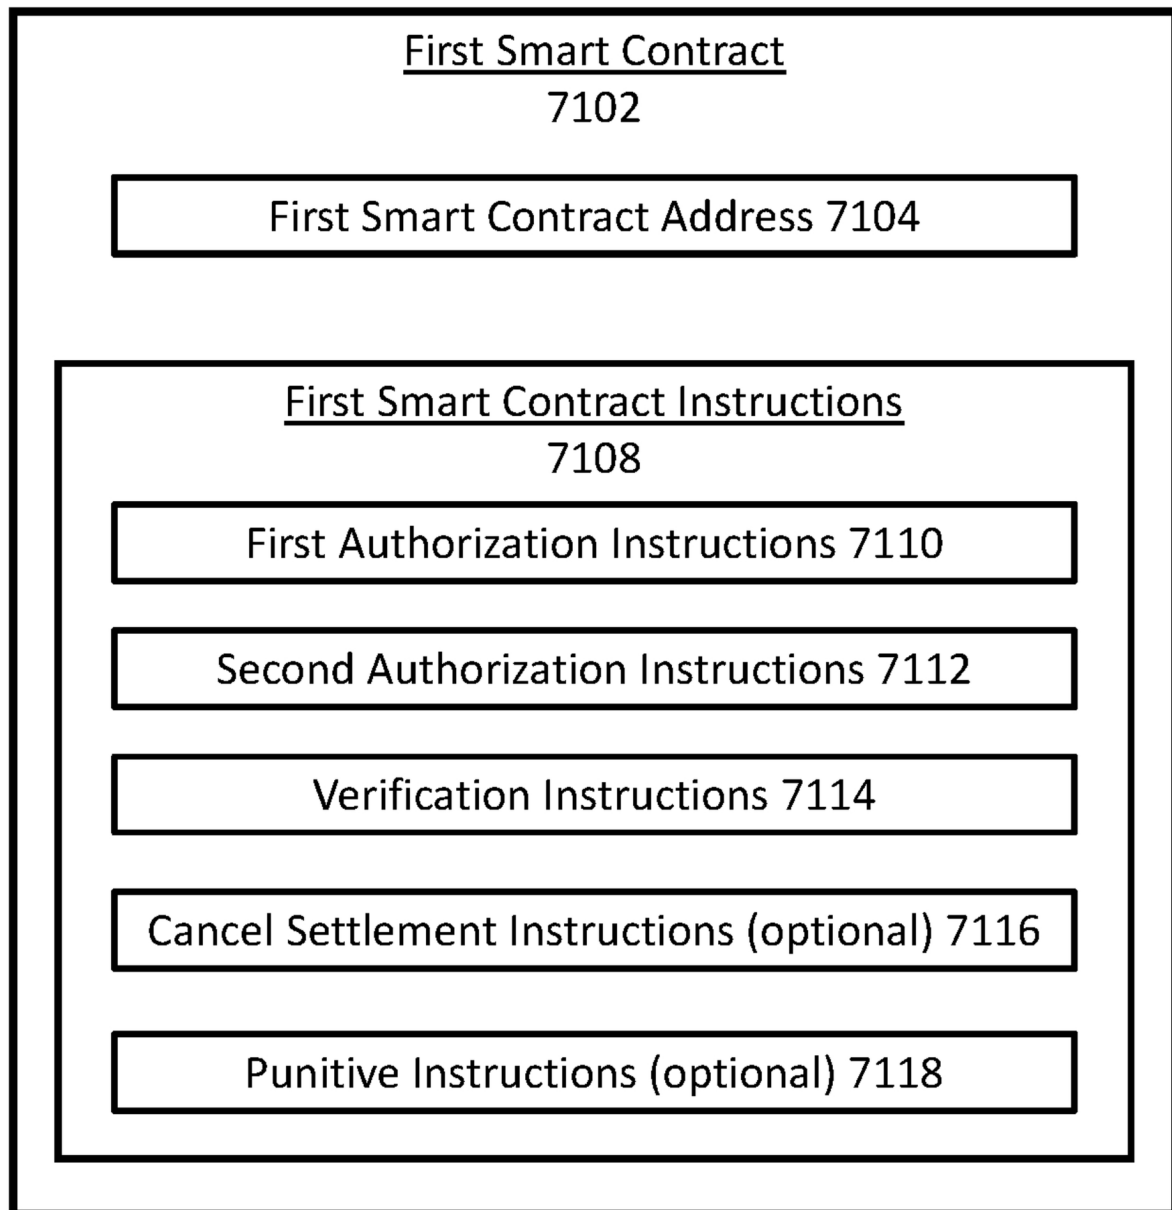 First Smart Contract
7102
First Smart Contract Address 7104
First Smart Contract Instructions
7108
First Authorization Instructions 7110
Second Authorization Instructions 7112
Verification Instructions 7114
Cancel Settlement Instructions (optional) 7116
Punitive Instructions (optional) 7118